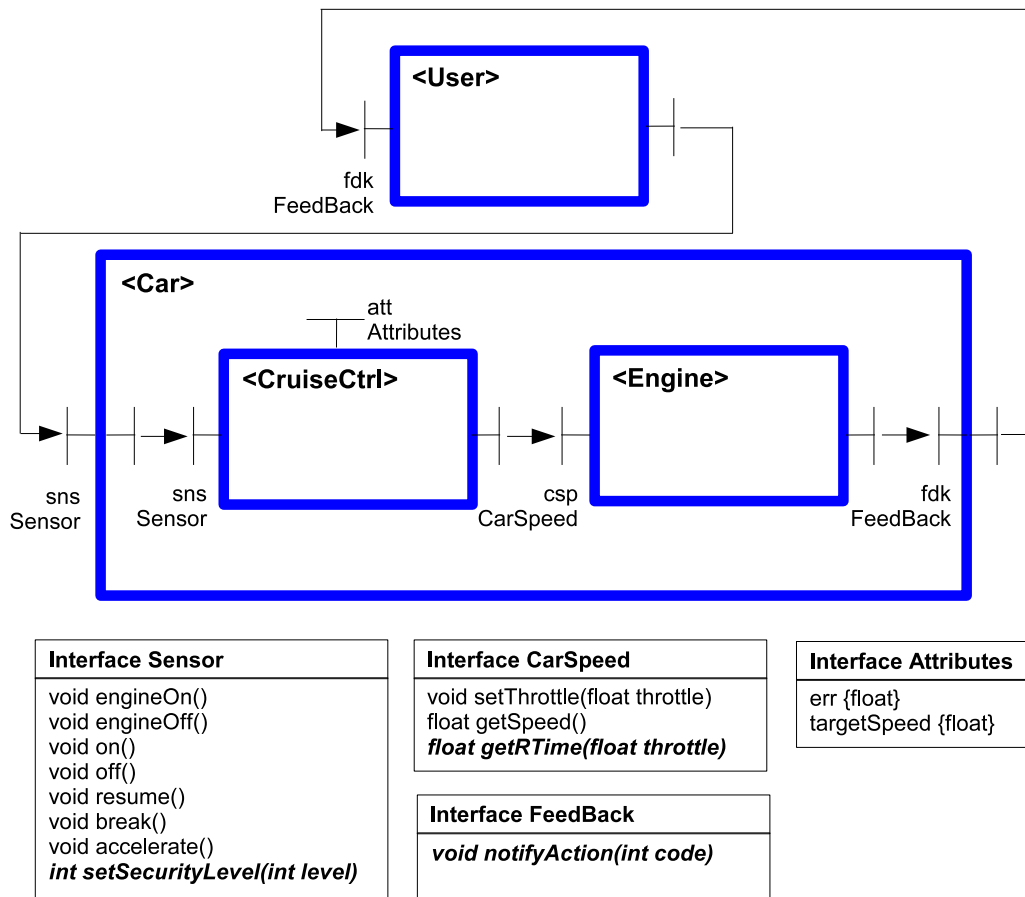 <User>
fdk
FeedBack
<Car>
att
Attributes
<CruiseCtrl>
<Engine>
sns
Sensor
sns
Sensor
csp
CarSpeed
fdk
FeedBack
Interface Sensor
void engineOn()
void engineOff()
void on()
void off()
void resume()
void break()
void accelerate()
int setSecurityLevel(int level)
Interface CarSpeed
void setThrottle(float throttle)
float getSpeed()
float getRTime(float throttle)
Interface FeedBack
void notifyAction(int code)
Interface Attributes
err {float}
targetSpeed {float}